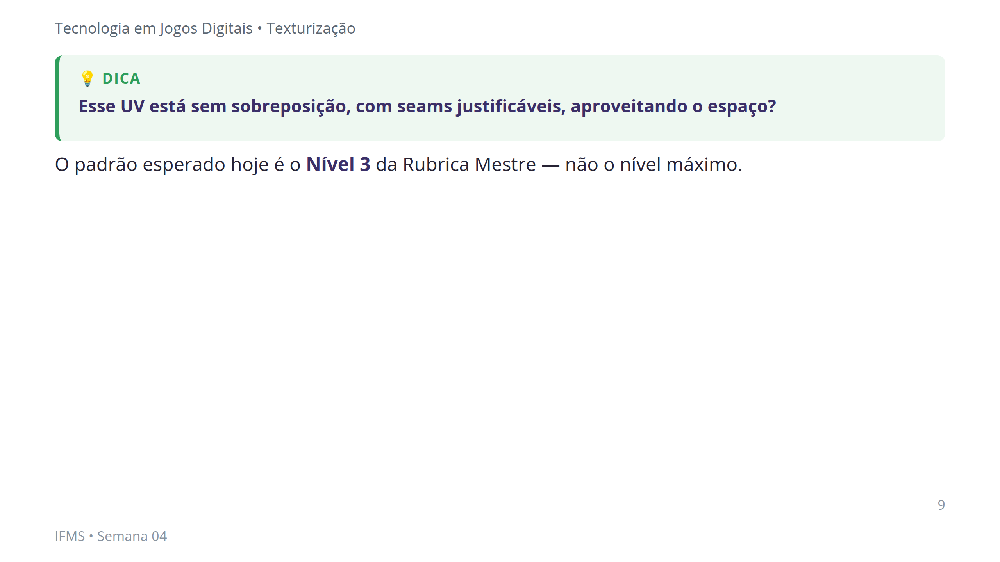 Tecnologia em Jogos Digitais • Texturização
💡 DICA
Esse UV está sem sobreposição, com seams justificáveis, aproveitando o espaço?
O padrão esperado hoje é o Nível 3 da Rubrica Mestre — não o nível máximo.
9
IFMS • Semana 04